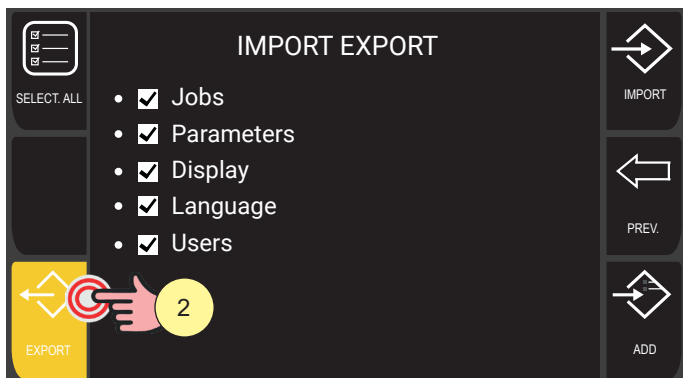 IMPORT EXPORT
SELECT. ALL
IMPORT
Jobs
Parameters
Display
Language
Users
PREV.
2
EXPORT
ADD